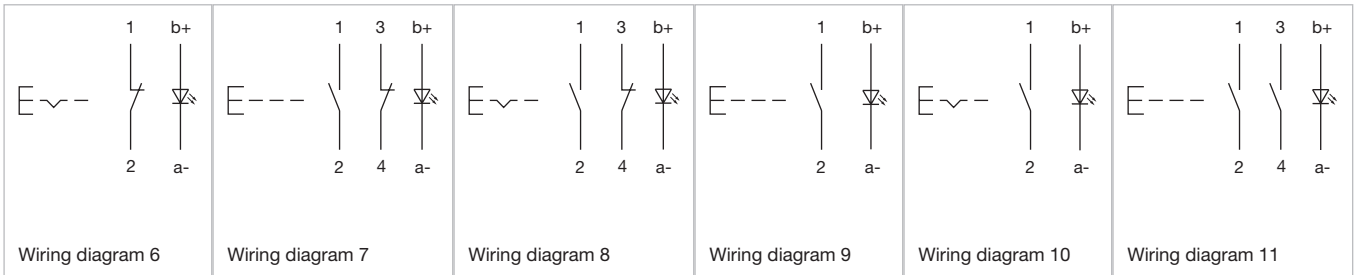 1 b+
2 a-
Wiring diagram 6
1 3 b+
2 4 a-
Wiring diagram 7
1 3 b+
2 4 a-
Wiring diagram 8
1 b+
2 a-
Wiring diagram 9
1 b+
2 a-
Wiring diagram 10
1 3 b+
2 4 a-
Wiring diagram 11